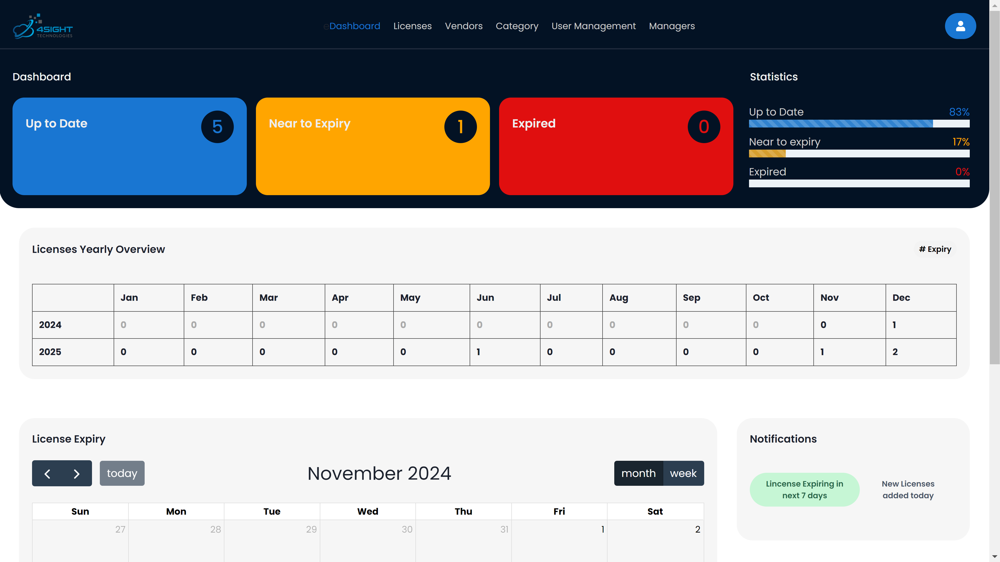 4SIGHT
TECHNOLOGIES
eDashboard Licenses Vendors Category User Management Managers
Dashboard
Up to Date 5
Near to Expiry 1
Expired 0
Statistics
Up to Date 83%
Near to expiry 17%
Expired 0%
Licenses Yearly Overview # Expiry
Jan Feb Mar Apr May Jun Jul Aug Sep Oct Nov Dec
2024 0 0 0 0 0 0 0 0 0 0 0 1
2025 0 0 0 0 0 1 0 0 0 0 1 2
License Expiry
today November 2024 month week
Sun Mon Tue Wed Thu Fri Sat
27 28 29 30 31 1 2
Notifications
Lincense Expiring in
next 7 days
New Licenses
added today